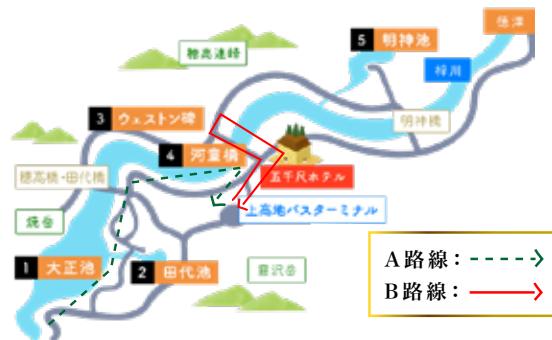 徳澤
5 明神池
穂高連峰
梓川
3 ウェストン碑
明神橋
4 河童橋
穂高橋・田代橋
五千尺ホテル
上高地バスターミナル
焼岳
1 大正池
2 田代池
霞沢岳
A路線：
B路線：